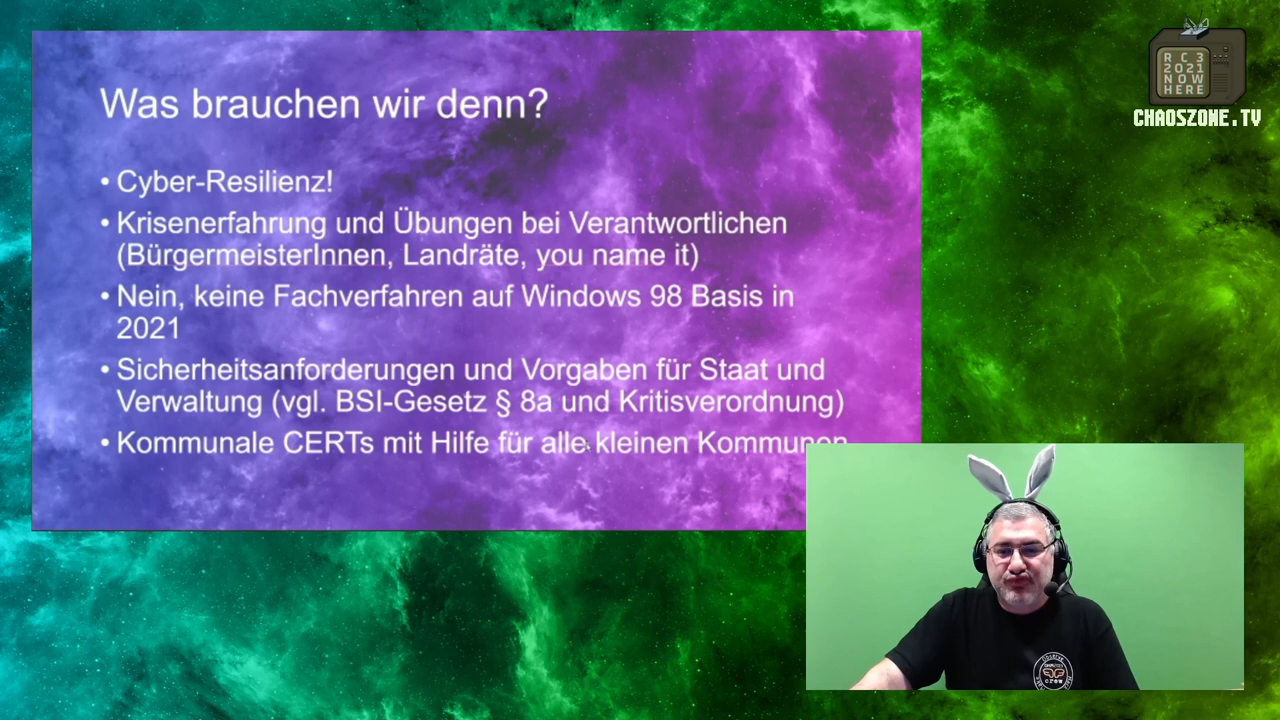 Was brauchen wir denn?
• Cyber-Resilienz!
• Krisenerfahrung und Übungen bei Verantwortlichen
(BürgermeisterInnen, Landräte, you name it)
• Nein, keine Fachverfahren auf Windows 98 Basis in
2021
• Sicherheitsanforderungen und Vorgaben für Staat und
Verwaltung (vgl. BSI-Gesetz § 8a und Kritisverordnung)
• Kommunale CERTs mit Hilfe für alle kleinen Kommunen
RC3
2021
NOW
HERE
CHAOSZONE.TV
crew